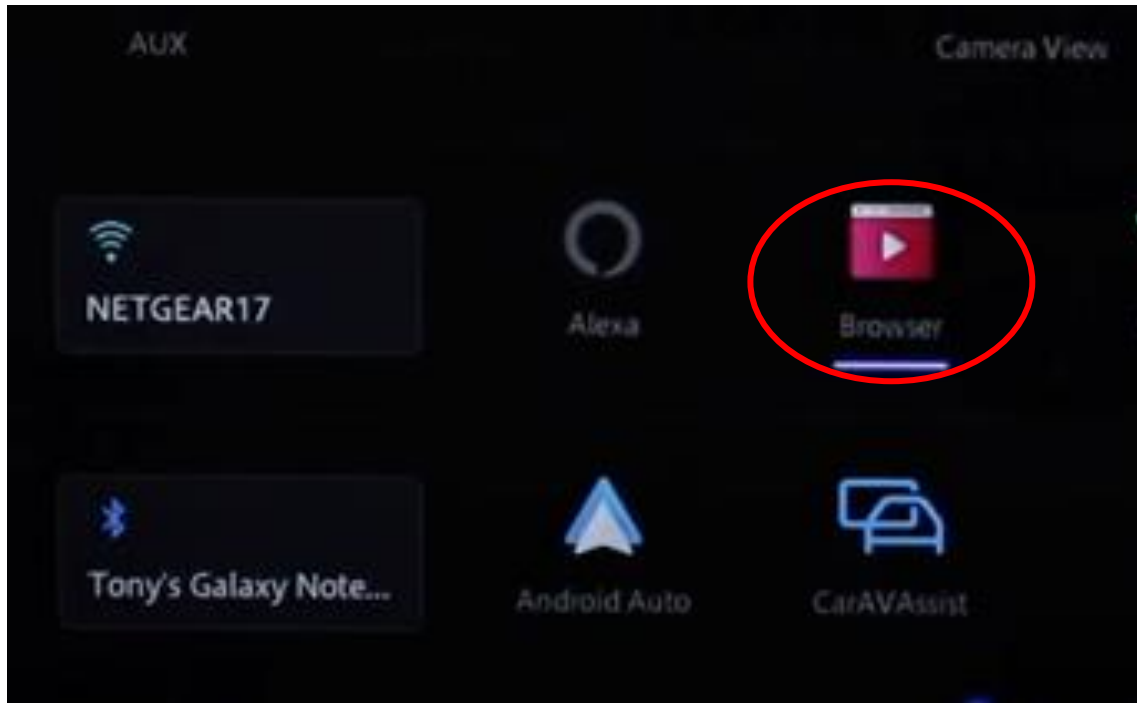 AUX
Camera View
NETGEAR17
Alexa
Browser
Tony's Galaxy Note...
Android Auto
CarAVAssist